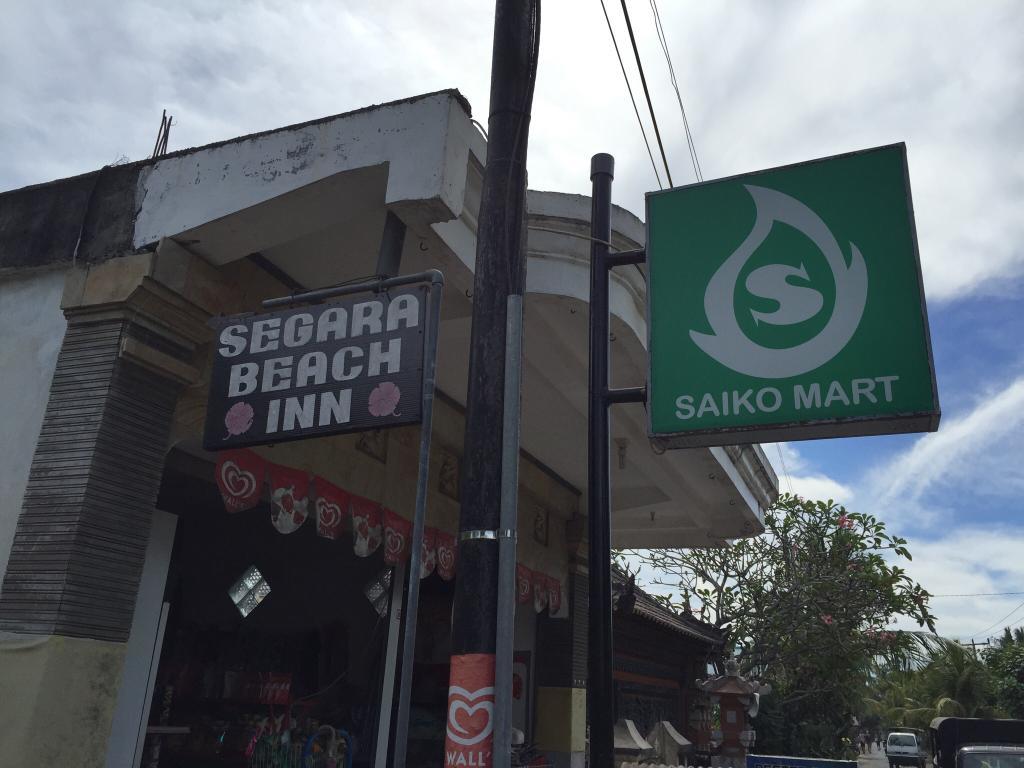 SEGARA
BEACH
INN
S
SAIKO MART
WALL'